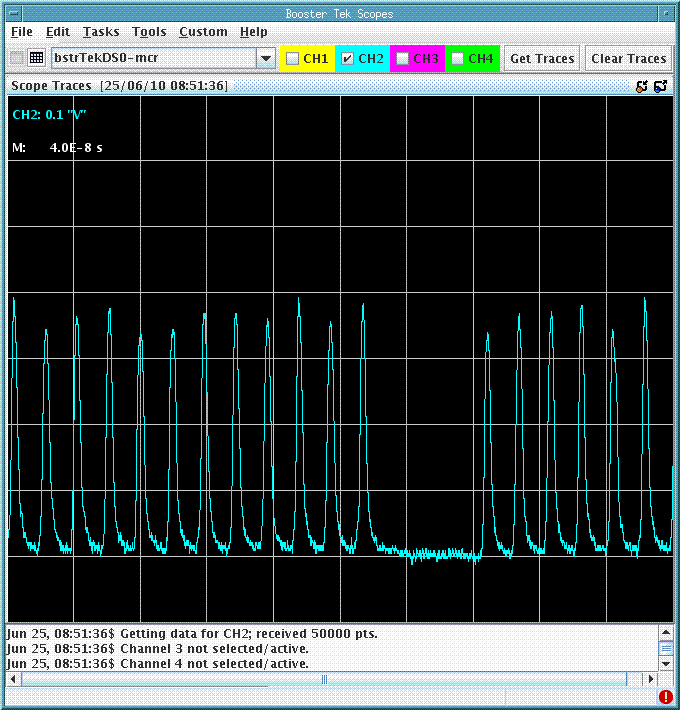 Booster Tek Scopes
File Edit Tasks Tools Custom Help
bstrTekDS0-mcr CH1 CH2 CH3 CH4 Get Traces Clear Traces
Scope Traces [25/06/10 08:51:36]
CH2: 0.1 "V"
M: 4.0E-8 s
Jun 25, 08:51:36$ Getting data for CH2; received 50000 pts.
Jun 25, 08:51:36$ Channel 3 not selected/active.
Jun 25, 08:51:36$ Channel 4 not selected/active.